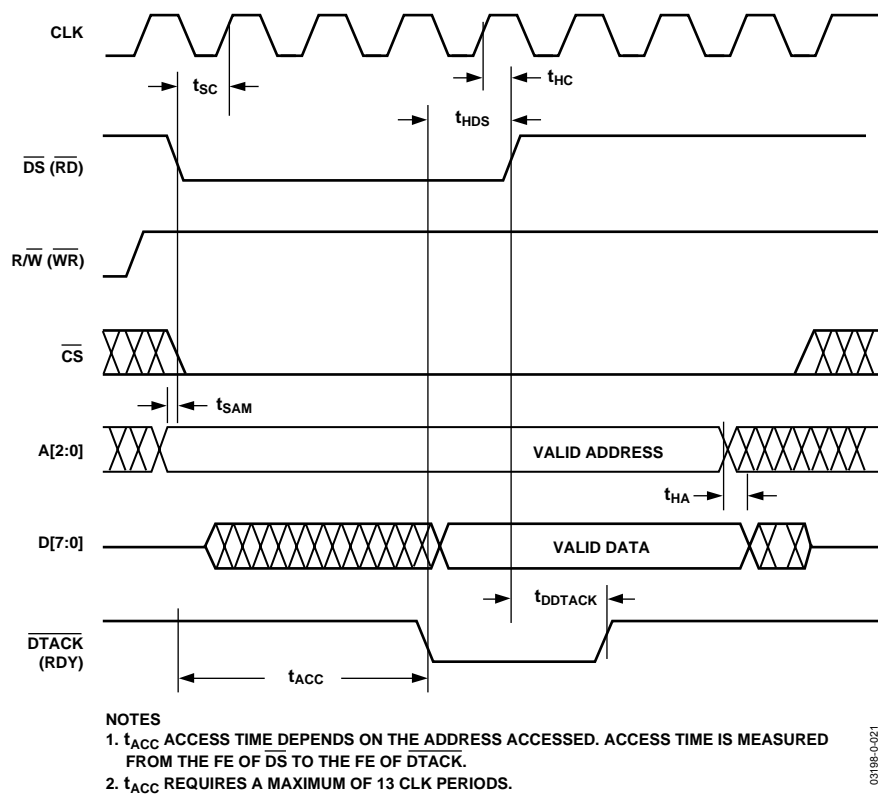 CLK
tSC
tHC
tHDS
DS (RD)
R/W (WR)
CS
tSAM
A[2:0]
VALID ADDRESS
tHA
D[7:0]
VALID DATA
tDDTACK
DTACK
(RDY)
tACC
NOTES
1. tACC ACCESS TIME DEPENDS ON THE ADDRESS ACCESSED. ACCESS TIME IS MEASURED
FROM THE FE OF DS TO THE FE OF DTACK.
2. tACC REQUIRES A MAXIMUM OF 13 CLK PERIODS.
03198-0-021